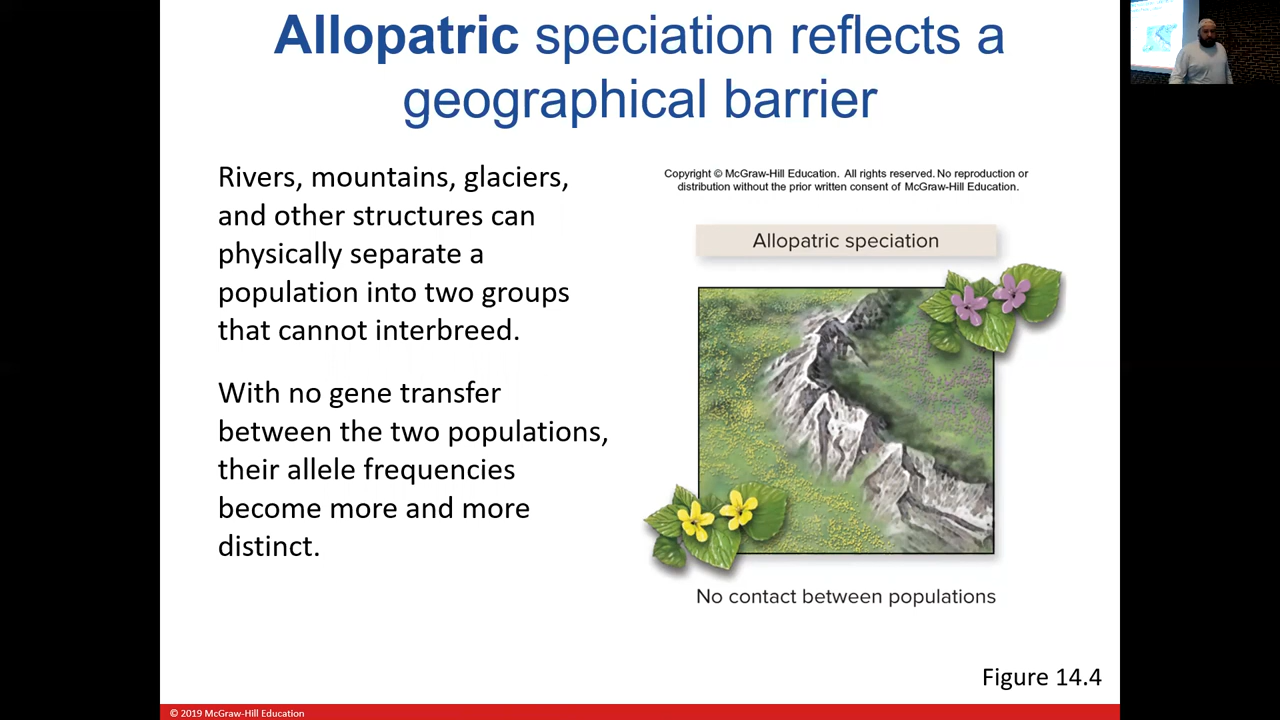 Allopatric speciation reflects a
geographical barrier
Rivers, mountains, glaciers,
and other structures can
physically separate a
population into two groups
that cannot interbreed.
With no gene transfer
between the two populations,
their allele frequencies
become more and more
distinct.
Copyright © McGraw-Hill Education. All rights reserved. No reproduction or
distribution without the prior written consent of McGraw-Hill Education.
Allopatric speciation
No contact between populations
Figure 14.4
© 2019 McGraw-Hill Education